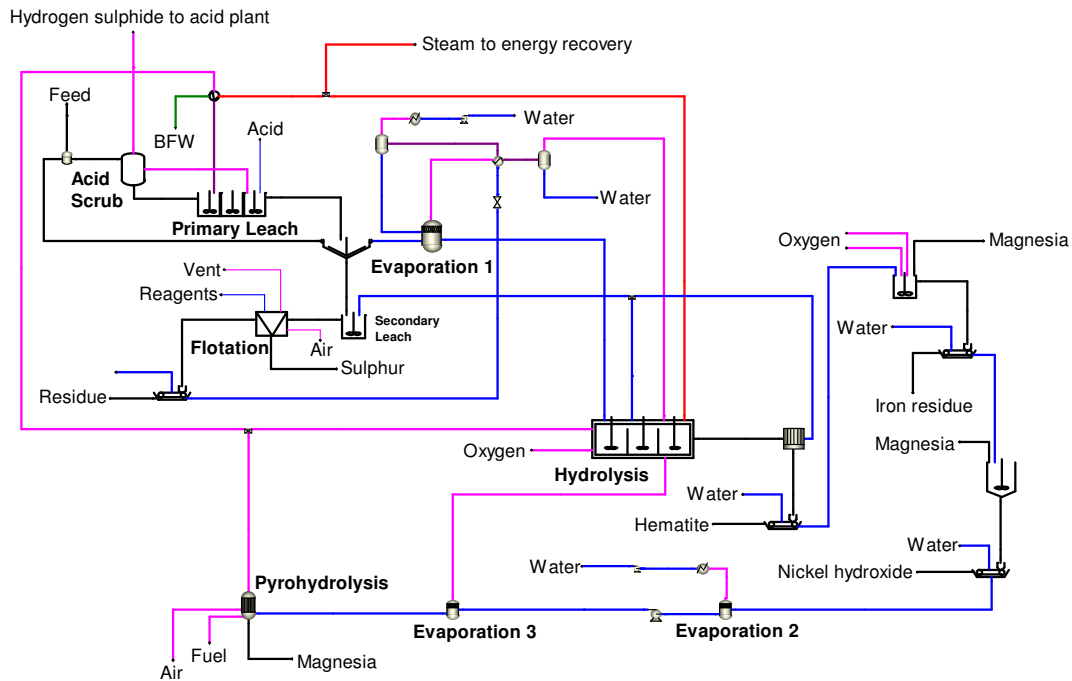 Hydrogen sulphide to acid plant
Steam to energy recovery
Feed
BFW
Acid
Water
Acid
Scrub
Primary Leach
Water
Evaporation 1
Oxygen
Magnesia
Vent
Reagents
Secondary
Leach
Flotation
Air
Sulphur
Water
Residue
Iron residue
Magnesia
Oxygen
Hydrolysis
Water
Hematite
Water
Nickel hydroxide
Water
Pyrohydrolysis
Evaporation 3
Evaporation 2
Fuel
Air
Magnesia